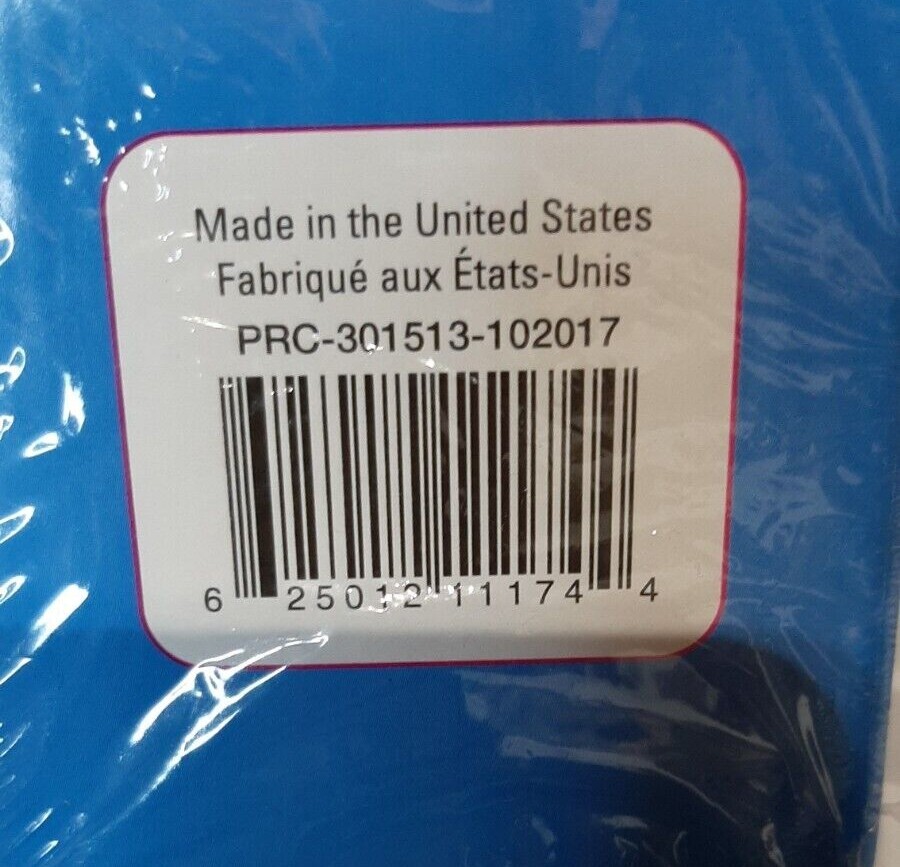 Made in the United States
Fabriqué aux États-Unis
PRC-301513-102017
6 25012 11174 4